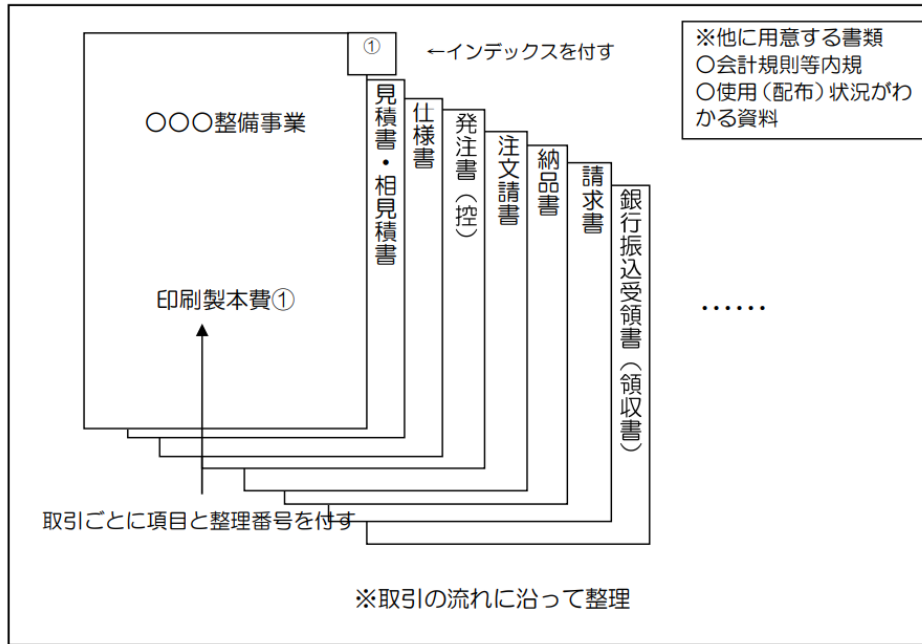 ①
←インデックスを付す
※他に用意する書類
〇会計規則等内規
〇使用（配布）状況がわ
かる資料
〇〇〇整備事業
印刷製本費①
見積書・相見積書
仕様書
発注書（控）
注文請書
納品書
請求書
銀行振込受領書（領収書）
……
取引ごとに項目と整理番号を付す
※取引の流れに沿って整理